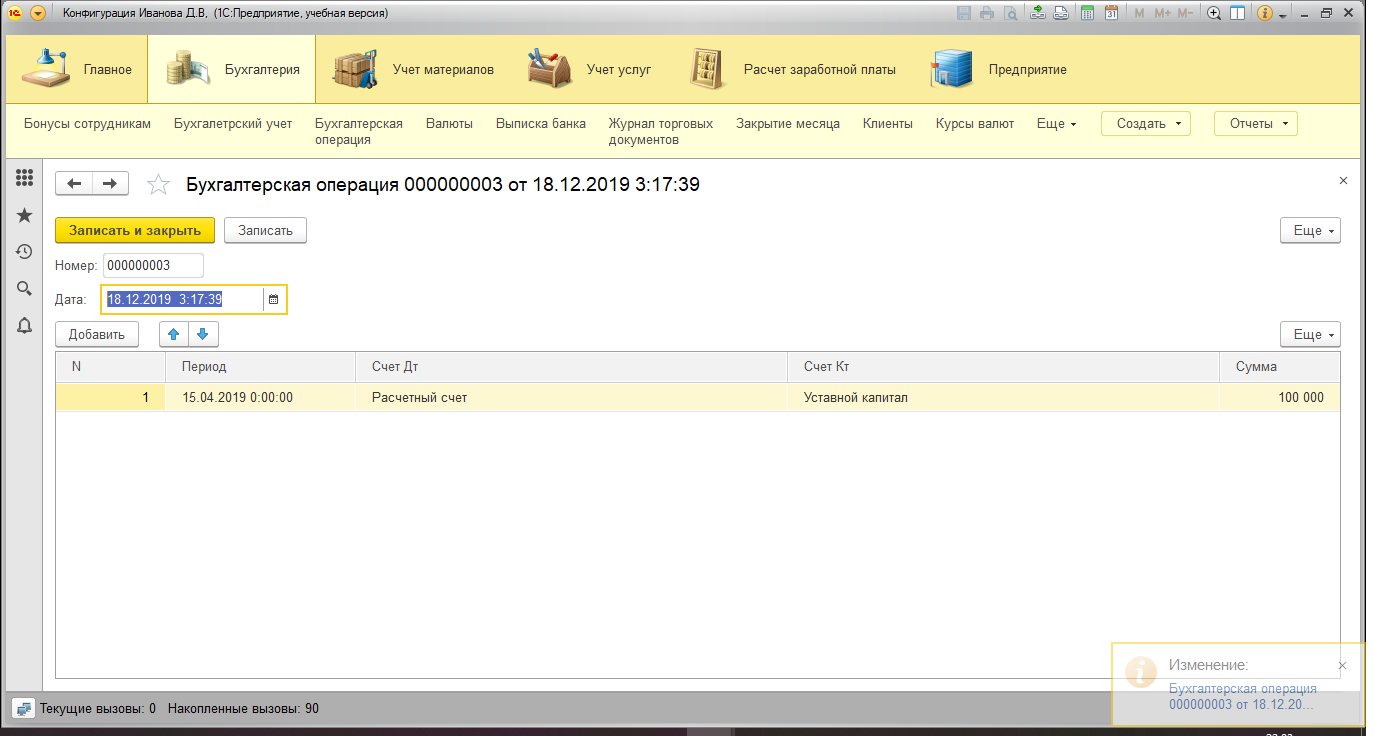 Конфигурация Иванова Д.В, (1С:Предприятие, учебная версия)
M M+ M-
Главное Бухгалтерия Учет материалов Учет услуг Расчет заработной платы Предприятие
Бонусы сотрудникам Бухгалетрский учет Бухгалтерская операция Валюты Выписка банка Журнал торговых документов Закрытие месяца Клиенты Курсы валют Еще Создать Отчеты
Бухгалтерская операция 000000003 от 18.12.2019 3:17:39
Записать и закрыть Записать Еще
Номер: 000000003
Дата: 18.12.2019 3:17:39
Добавить Еще
N Период Счет Дт Счет Кт Сумма
1 15.04.2019 0:00:00 Расчетный счет Уставной капитал 100 000
Изменение:
Бухгалтерская операция
000000003 от 18.12.20...
Текущие вызовы: 0 Накопленные вызовы: 90